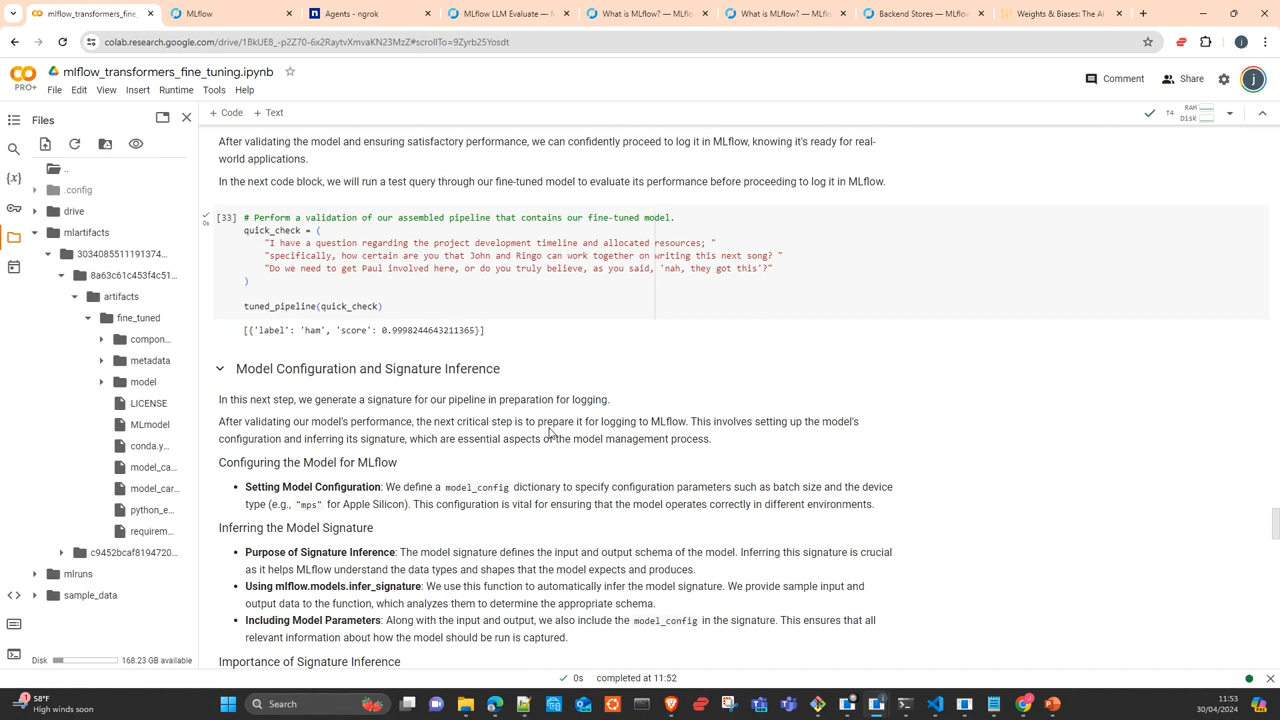 mlflow_transformers_fine_
MLflow
Agents - ngrok
MLflow LLM Evaluate —
What is MLflow? — ML
What is MLflow? — ML
Backend Stores — MLflo
Weights & Biases: The A
colab.research.google.com/drive/1BkUE8_-p2Z70-6x2RaytvXmvaKN23MzZ#scrollTo=9Zyrb25Yosdt
mlflow_transformers_fine_tuning.ipynb
PRO+
File Edit View Insert Runtime Tools Help
Comment Share
Files
+ Code + Text
T4 RAM Disk
..
.config
drive
mlartifacts
3034085511191374...
8a63c61c453f4c51...
artifacts
fine_tuned
compon...
metadata
model
LICENSE
MLmodel
conda.y...
model_ca...
model_car...
python_e...
requirem...
c9452bcaf8194720...
mlruns
sample_data
Disk 168.23 GB available
After validating the model and ensuring satisfactory performance, we can confidently proceed to log it in MLflow, knowing it's ready for real-
world applications.
In the next code block, we will run a test query through our fine-tuned model to evaluate its performance before proceeding to log it in MLflow.
[33] # Perform a validation of our assembled pipeline that contains our fine-tuned model.
0s
quick_check = (
"I have a question regarding the project development timeline and allocated resources; "
"specifically, how certain are you that John and Ringo can work together on writing this next song? "
"Do we need to get Paul involved here, or do you truly believe, as you said, 'nah, they got this'?"
)
tuned_pipeline(quick_check)
[{'label': 'ham', 'score': 0.9998244643211365}]
Model Configuration and Signature Inference
In this next step, we generate a signature for our pipeline in preparation for logging.
After validating our model's performance, the next critical step is to prepare it for logging to MLflow. This involves setting up the model's
configuration and inferring its signature, which are essential aspects of the model management process.
Configuring the Model for MLflow
• Setting Model Configuration: We define a model_config dictionary to specify configuration parameters such as batch size and the device
type (e.g., "mps" for Apple Silicon). This configuration is vital for ensuring that the model operates correctly in different environments.
Inferring the Model Signature
• Purpose of Signature Inference: The model signature defines the input and output schema of the model. Inferring this signature is crucial
as it helps MLflow understand the data types and shapes that the model expects and produces.
• Using mlflow.models.infer_signature: We use this function to automatically infer the model signature. We provide sample input and
output data to the function, which analyzes them to determine the appropriate schema.
• Including Model Parameters: Along with the input and output, we also include the model_config in the signature. This ensures that all
relevant information about how the model should be run is captured.
Importance of Signature Inference
0s completed at 11:52
58°F
High winds soon
Search
11:53
30/04/2024